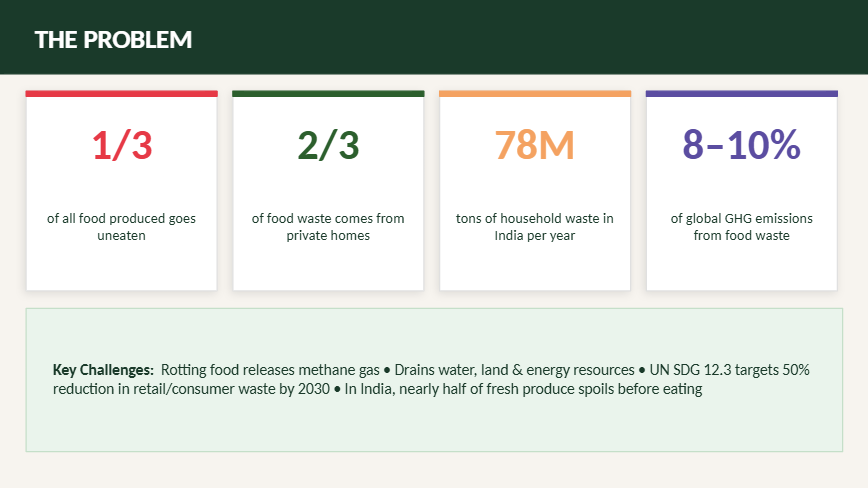 THE PROBLEM
1/3
of all food produced goes
uneaten
2/3
of food waste comes from
private homes
78M
tons of household waste in
India per year
8–10%
of global GHG emissions
from food waste
Key Challenges: Rotting food releases methane gas • Drains water, land & energy resources • UN SDG 12.3 targets 50%
reduction in retail/consumer waste by 2030 • In India, nearly half of fresh produce spoils before eating